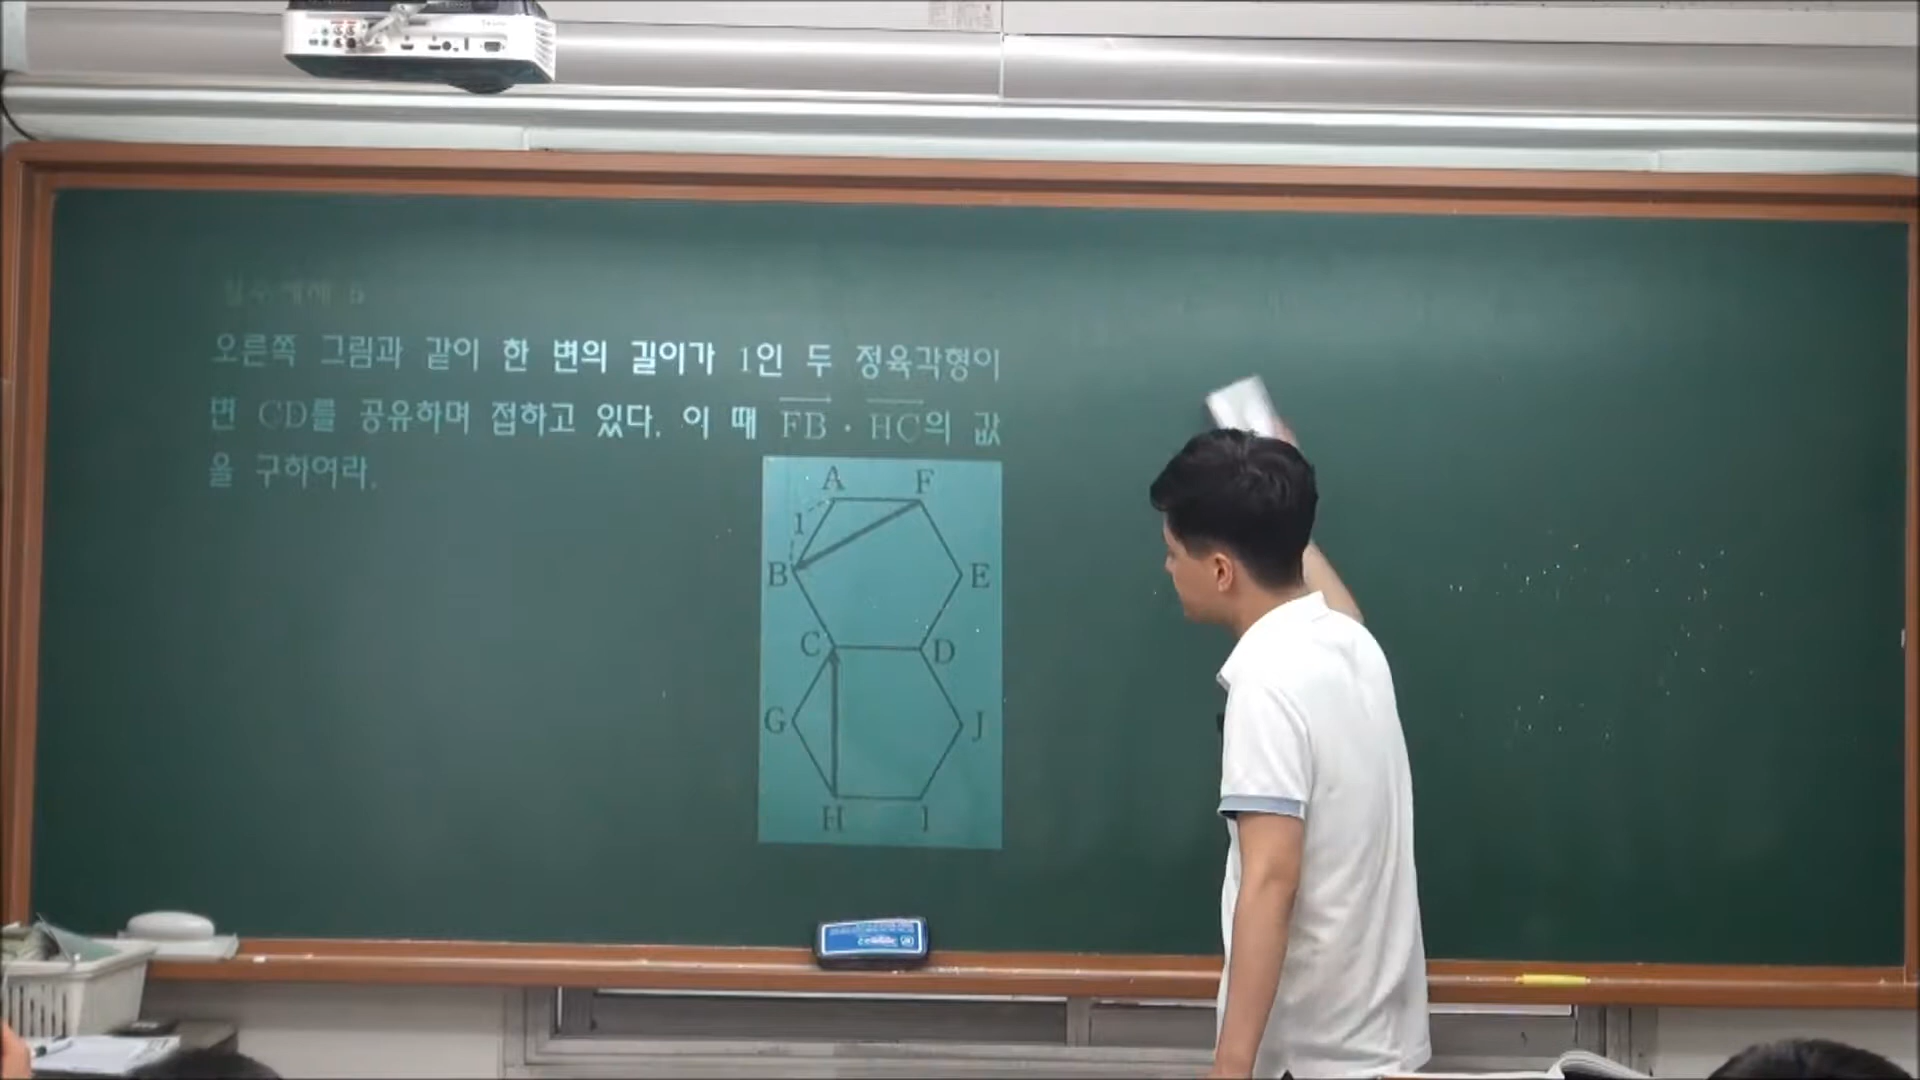 오른쪽 그림과 같이 한 변의 길이가 1인 두 정육각형이
변 CD를 공유하며 접하고 있다. 이 때 FB · HC의 값
을 구하여라.
A F
1
B E
C D
G J
H I